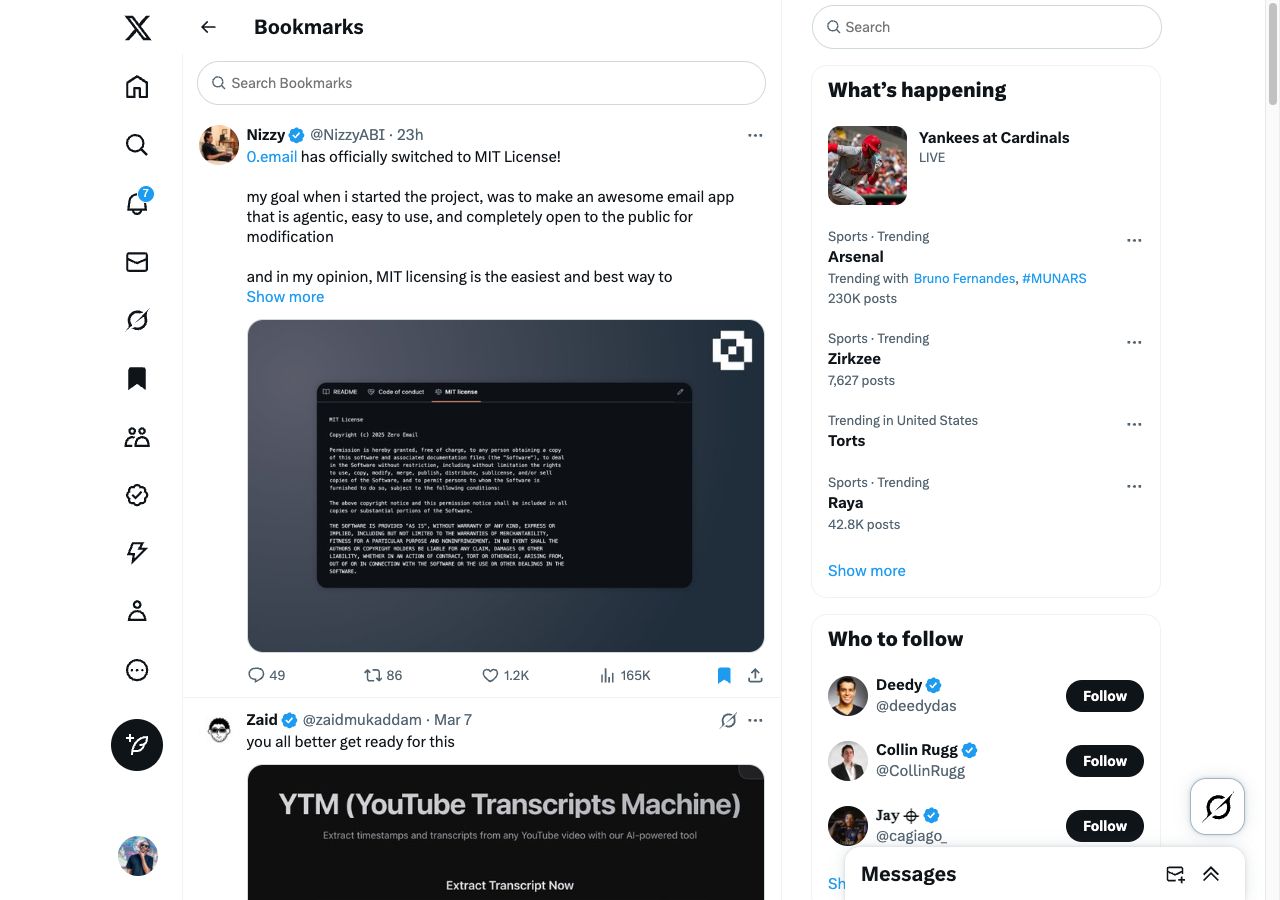 Bookmarks
Search Bookmarks
7
Nizzy @NizzyABI · 23h
0.email has officially switched to MIT License!
my goal when i started the project, was to make an awesome email app
that is agentic, easy to use, and completely open to the public for
modification
and in my opinion, MIT licensing is the easiest and best way to
Show more
README Code of conduct MIT license
MIT License
Copyright (c) 2025 Zero Email
Permission is hereby granted, free of charge, to any person obtaining a copy
of this software and associated documentation files (the "Software"), to deal
in the Software without restriction, including without limitation the rights
to use, copy, modify, merge, publish, distribute, sublicense, and/or sell
copies of the Software, and to permit persons to whom the Software is
furnished to do so, subject to the following conditions:
The above copyright notice and this permission notice shall be included in all
copies or substantial portions of the Software.
THE SOFTWARE IS PROVIDED "AS IS", WITHOUT WARRANTY OF ANY KIND, EXPRESS OR
IMPLIED, INCLUDING BUT NOT LIMITED TO THE WARRANTIES OF MERCHANTABILITY,
FITNESS FOR A PARTICULAR PURPOSE AND NONINFRINGEMENT. IN NO EVENT SHALL THE
AUTHORS OR COPYRIGHT HOLDERS BE LIABLE FOR ANY CLAIM, DAMAGES OR OTHER
LIABILITY, WHETHER IN AN ACTION OF CONTRACT, TORT OR OTHERWISE, ARISING FROM,
OUT OF OR IN CONNECTION WITH THE SOFTWARE OR THE USE OR OTHER DEALINGS IN THE
SOFTWARE.
49 86 1.2K 165K
Zaid @zaidmukaddam · Mar 7
you all better get ready for this
YTM (YouTube Transcripts Machine)
Extract timestamps and transcripts from any YouTube video with our AI-powered tool
Extract Transcript Now
Search
What's happening
Yankees at Cardinals
LIVE
Sports · Trending
Arsenal
Trending with Bruno Fernandes, #MUNARS
230K posts
Sports · Trending
Zirkzee
7,627 posts
Trending in United States
Torts
Sports · Trending
Raya
42.8K posts
Show more
Who to follow
Deedy
@deedydas
Follow
Collin Rugg
@CollinRugg
Follow
Jay
@cagiago_
Follow
Sh
Messages